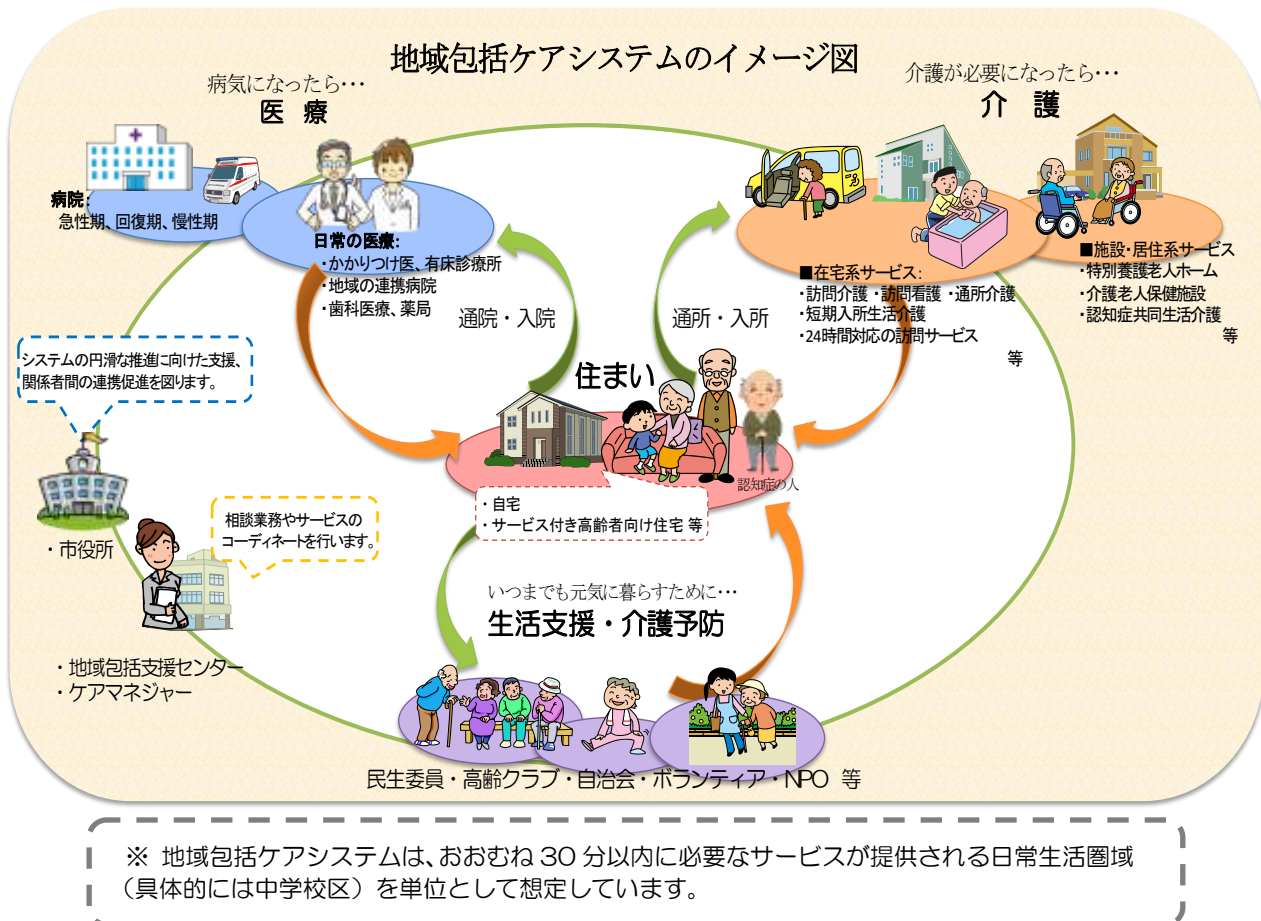 地域包括ケアシステムのイメージ図
病気になったら…
医 療
介護が必要になったら…
介 護
病院:
急性期、回復期、慢性期
日常の医療:
・かかりつけ医、有床診療所
・地域の連携病院
・歯科医療、薬局
■在宅系サービス:
・訪問介護 ・訪問看護 ・通所介護
・短期入所生活介護
・24時間対応の訪問サービス
等
■施設・居住系サービス
・特別養護老人ホーム
・介護老人保健施設
・認知症共同生活介護
等
通院・入院
通所・入所
住まい
認知症の人
・自宅
・サービス付き高齢者向け住宅 等
システムの円滑な推進に向けた支援、
関係者間の連携促進を図ります。
・市役所
相談業務やサービスの
コーディネートを行います。
・地域包括支援センター
・ケアマネジャー
いつまでも元気に暮らすために…
生活支援・介護予防
民生委員・高齢クラブ・自治会・ボランティア・NPO 等
※ 地域包括ケアシステムは、おおむね 30 分以内に必要なサービスが提供される日常生活圏域
(具体的には中学校区)を単位として想定しています。